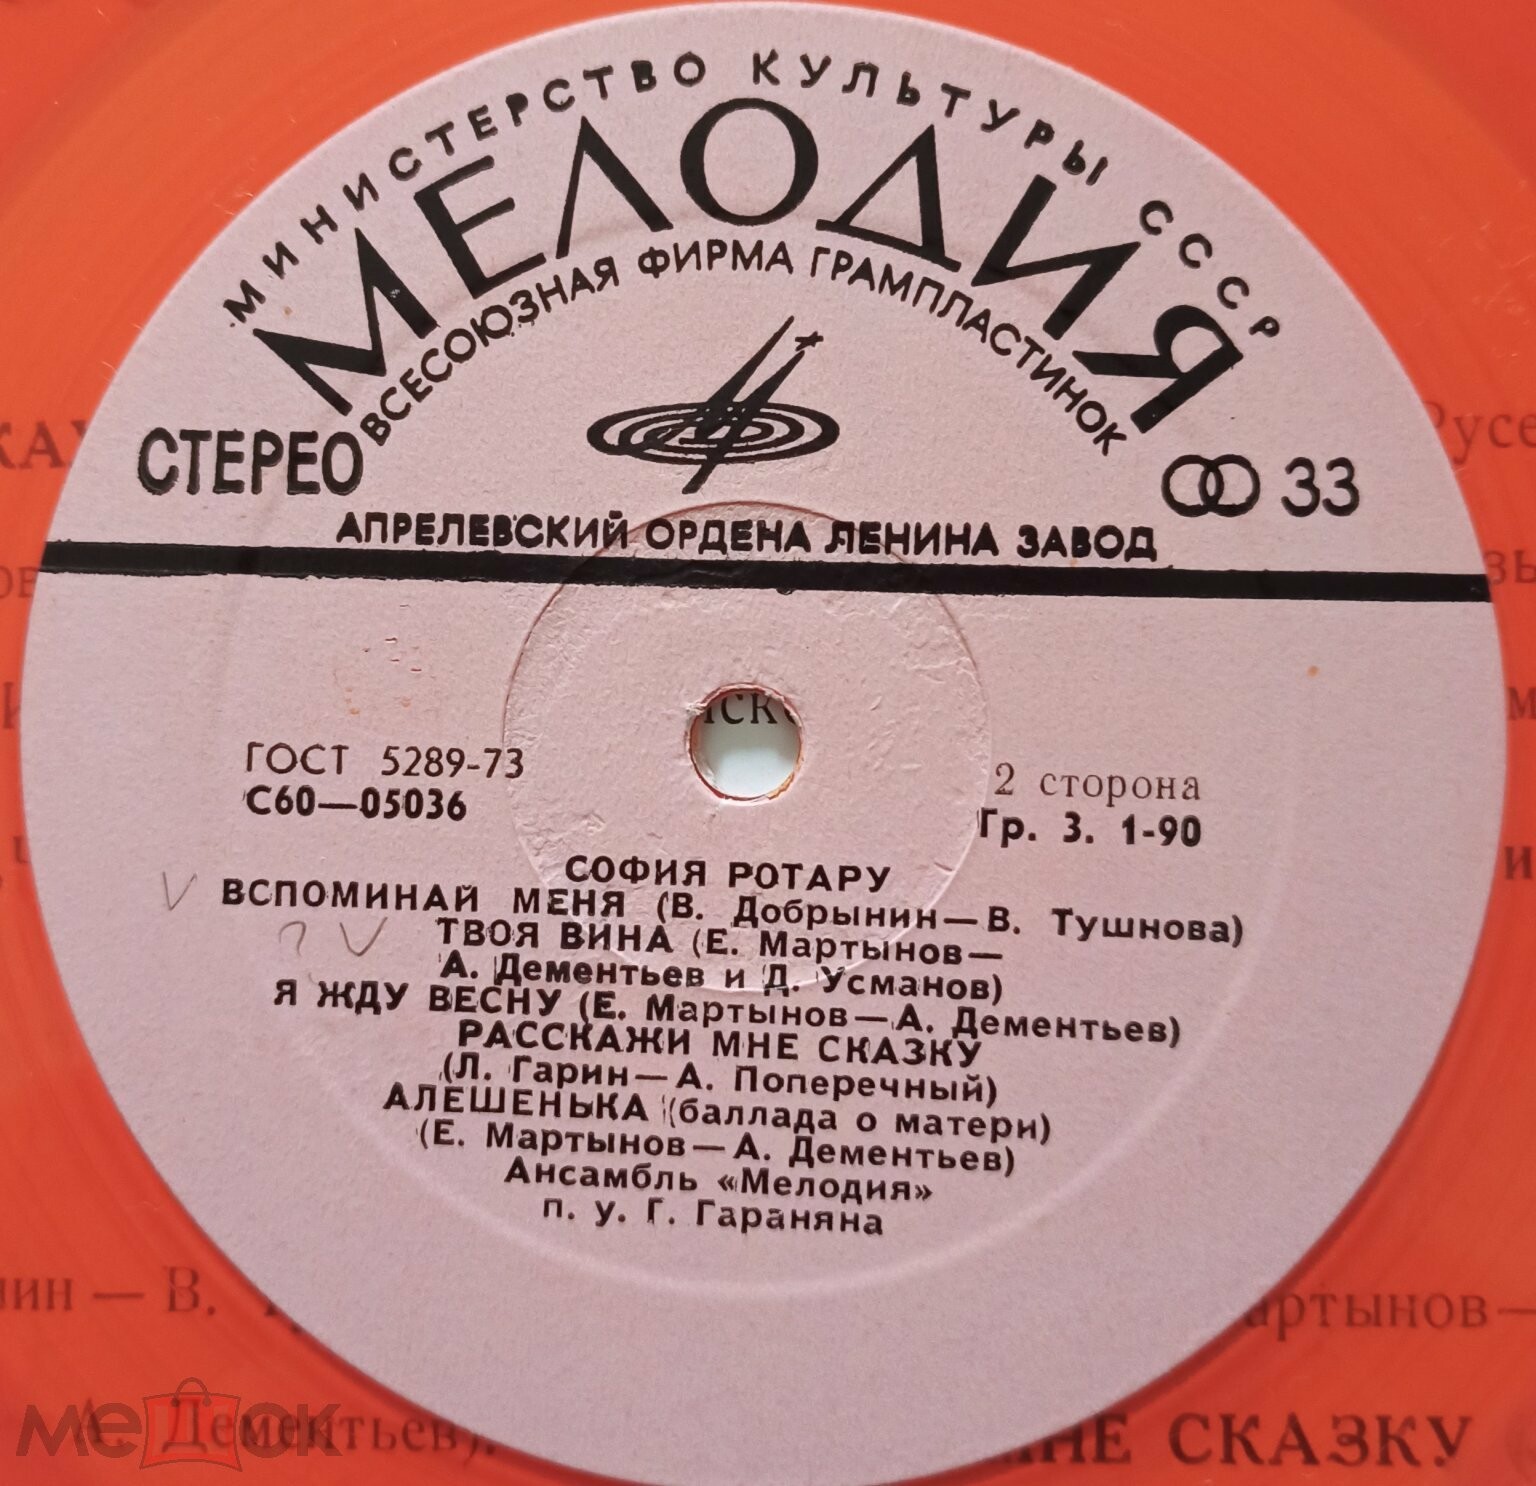 МИНИСТЕРСТВО КУЛЬТУРЫ СССР
МЕЛОДИЯ
ВСЕСОЮЗНАЯ ФИРМА ГРАМПЛАСТИНОК
СТЕРЕО
33
АПРЕЛЕВСКИЙ ОРДЕНА ЛЕНИНА ЗАВОД
ГОСТ 5289-73
С60—05036
2 сторона
Гр. 3. 1-90
СОФИЯ РОТАРУ
ВСПОМИНАЙ МЕНЯ (В. Добрынин—В. Тушнова)
ТВОЯ ВИНА (Е. Мартынов—
А. Дементьев и Д. Усманов)
Я ЖДУ ВЕСНУ (Е. Мартынов—А. Дементьев)
РАССКАЖИ МНЕ СКАЗКУ
(Л. Гарин—А. Поперечный)
АЛЕШЕНЬКА (баллада о матери)
(Е. Мартынов—А. Дементьев)
Ансамбль «Мелодия»
п. у. Г. Гараняна
— В.
А. Дементьев).
МНЕ СКАЗКУ
мешок